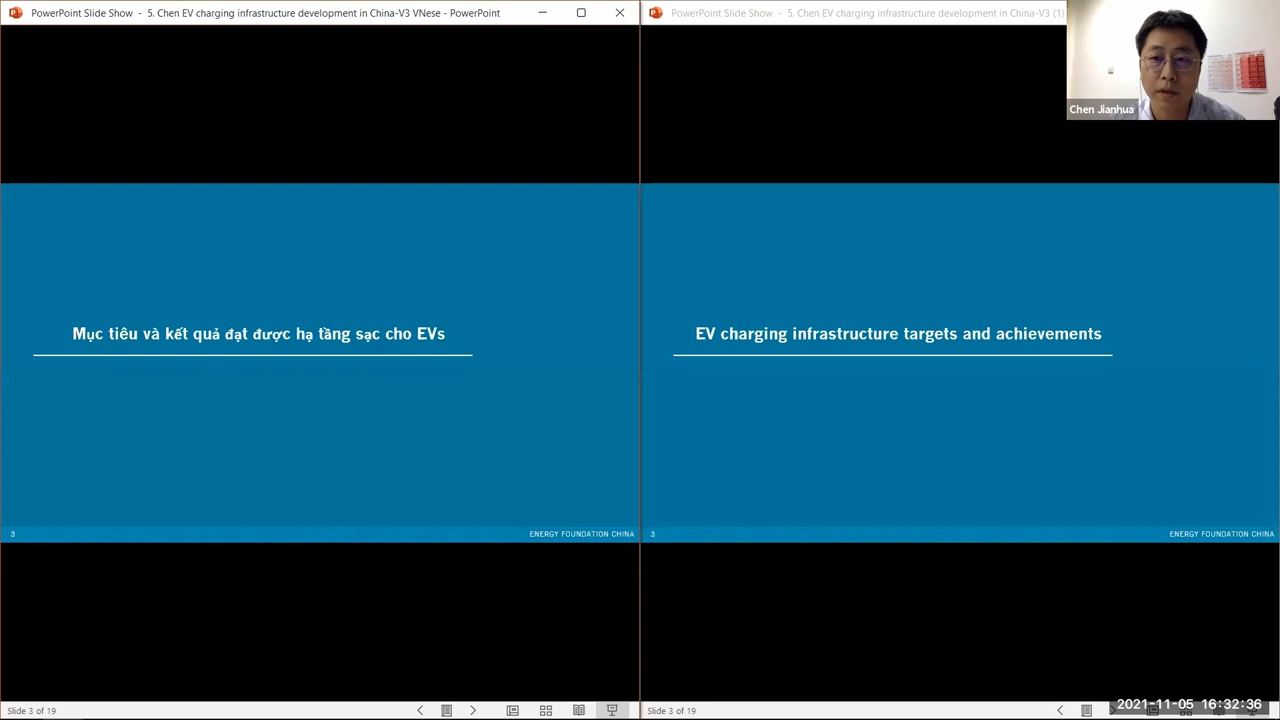 PowerPoint Slide Show - 5. Chen EV charging infrastructure development in China-V3 VNese - PowerPoint
PowerPoint Slide Show - 5. Chen EV charging infrastructure development in China-V3 (1)
Chen Jianhua
Mục tiêu và kết quả đạt được hạ tầng sạc cho EVs
EV charging infrastructure targets and achievements
3
ENERGY FOUNDATION CHINA
3
ENERGY FOUNDATION CHINA
Slide 3 of 19
Slide 3 of 19
2021-11-05 16:32:36